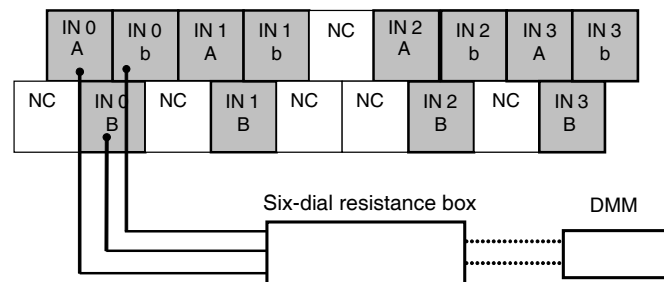 IN 0 A
IN 0 b
IN 1 A
IN 1 b
NC
IN 2 A
IN 2 b
IN 3 A
IN 3 b
NC
IN 0 B
NC
IN 1 B
NC
NC
IN 2 B
NC
IN 3 B
Six-dial resistance box
DMM